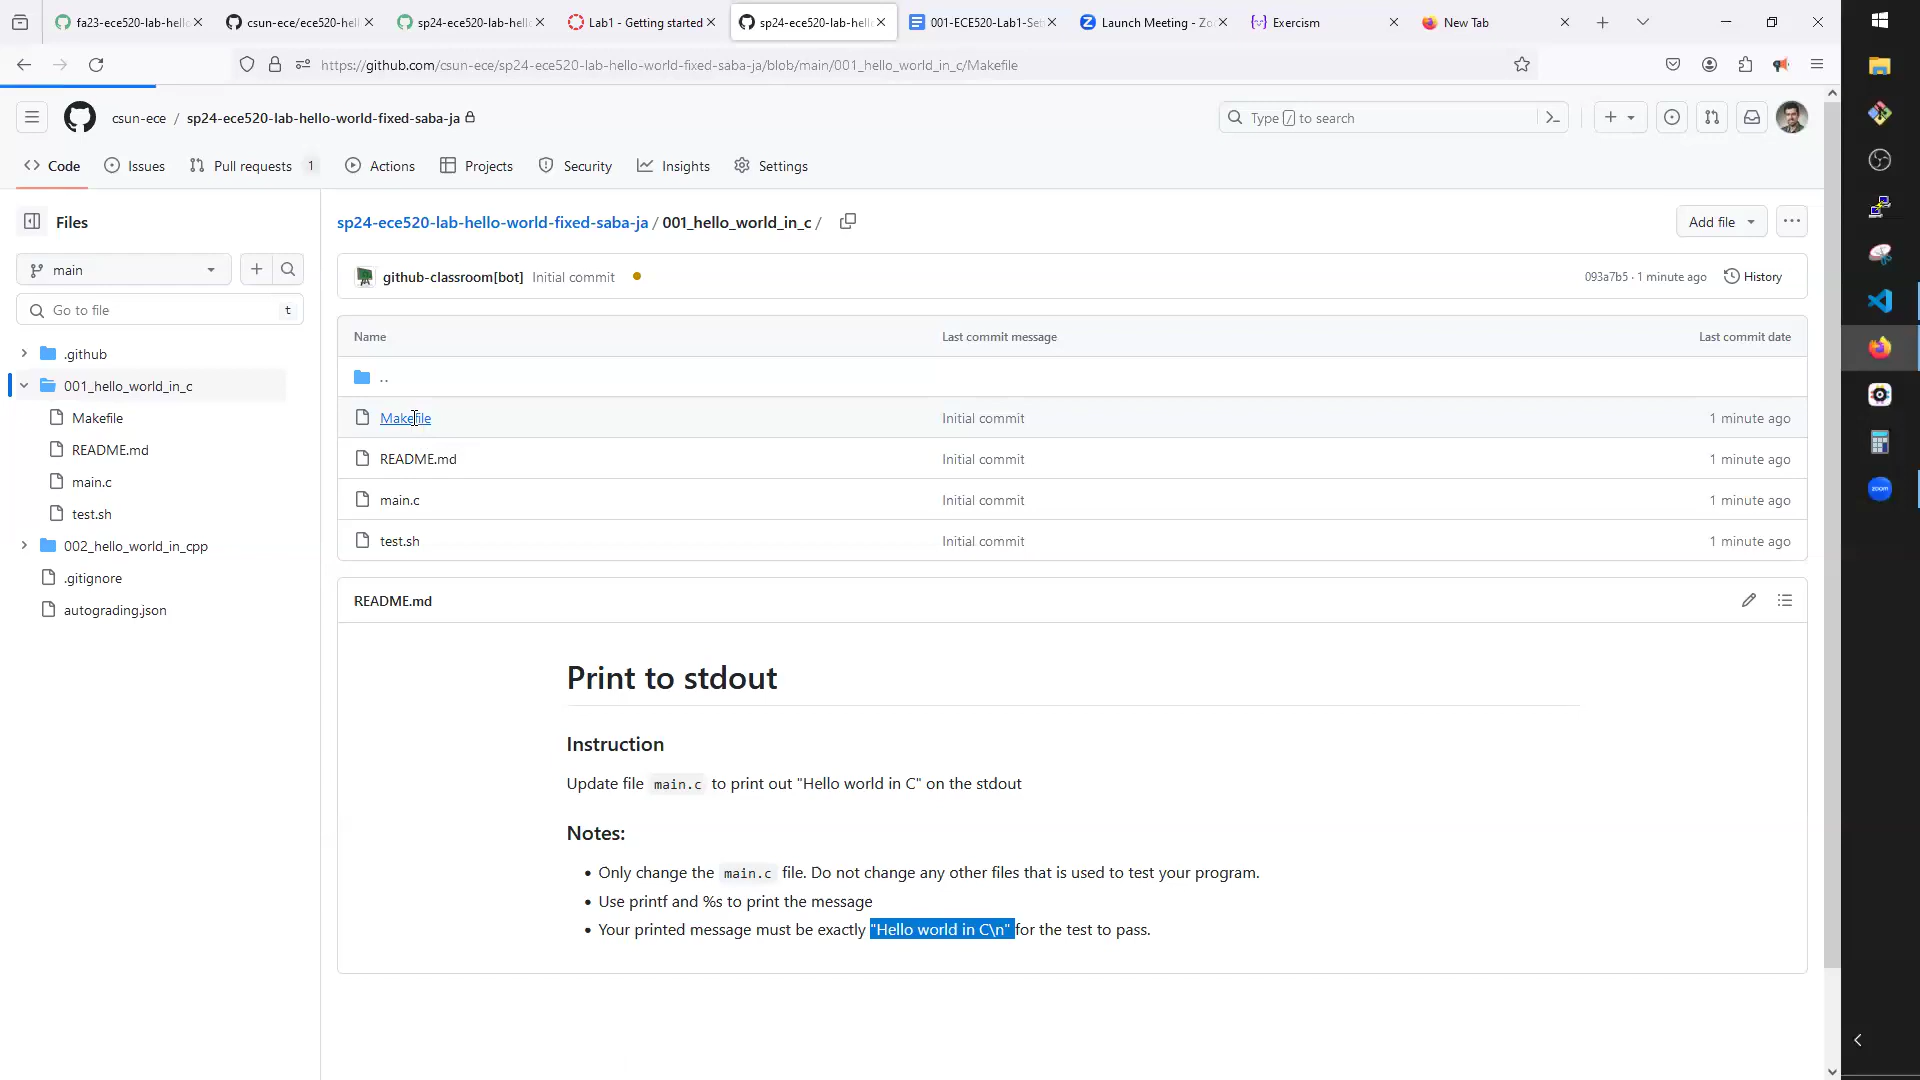 fa23-ece520-lab-hello
csun-ece/ece520-hell
sp24-ece520-lab-hello
Lab1 - Getting started
sp24-ece520-lab-hello
001-ECE520-Lab1-Set
Launch Meeting - Zo
Exercism
New Tab
https://github.com/csun-ece/sp24-ece520-lab-hello-world-fixed-saba-ja/blob/main/001_hello_world_in_c/Makefile
csun-ece / sp24-ece520-lab-hello-world-fixed-saba-ja
Type / to search
Code
Issues
Pull requests 1
Actions
Projects
Security
Insights
Settings
Files
sp24-ece520-lab-hello-world-fixed-saba-ja / 001_hello_world_in_c /
Add file
main
github-classroom[bot] Initial commit
093a7b5 · 1 minute ago
History
Go to file
t
Name
Last commit message
Last commit date
.github
001_hello_world_in_c
Makefile
README.md
main.c
test.sh
002_hello_world_in_cpp
.gitignore
autograding.json
..
Makefile Initial commit 1 minute ago
README.md Initial commit 1 minute ago
main.c Initial commit 1 minute ago
test.sh Initial commit 1 minute ago
README.md
Print to stdout
Instruction
Update file main.c to print out "Hello world in C" on the stdout
Notes:
• Only change the main.c file. Do not change any other files that is used to test your program.
• Use printf and %s to print the message
• Your printed message must be exactly "Hello world in C\n" for the test to pass.
zoom